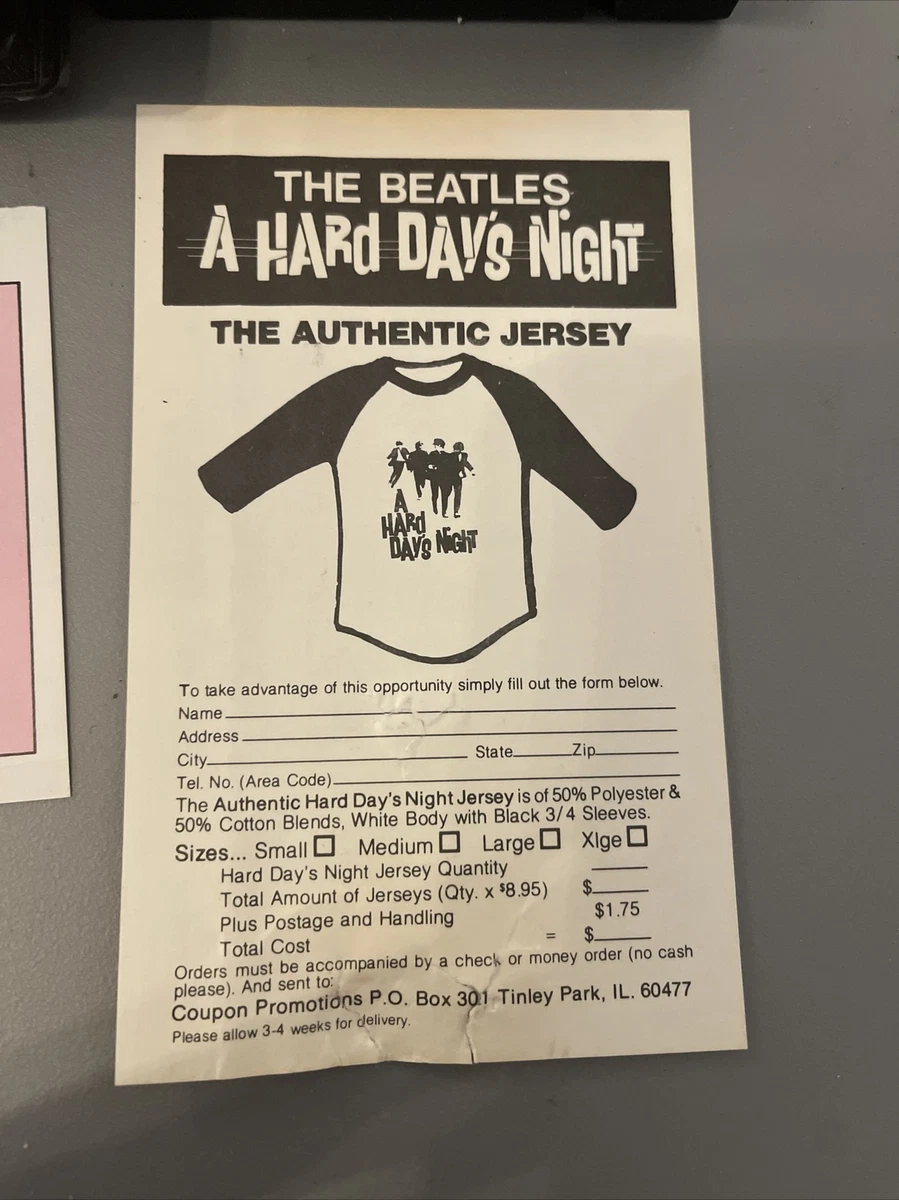 THE BEATLES
A HARD DAY'S NIGHT
THE AUTHENTIC JERSEY
A
HARD
DAY'S NIGHT
To take advantage of this opportunity simply fill out the form below.
Name
Address
City State Zip
Tel. No. (Area Code)
The Authentic Hard Day's Night Jersey is of 50% Polyester &
50% Cotton Blends, White Body with Black 3/4 Sleeves.
Sizes... Small Medium Large Xlge
Hard Day's Night Jersey Quantity
Total Amount of Jerseys (Qty. x $8.95) $
Plus Postage and Handling $1.75
Total Cost = $
Orders must be accompanied by a check or money order (no cash
please). And sent to:
Coupon Promotions P.O. Box 301 Tinley Park, IL. 60477
Please allow 3-4 weeks for delivery.